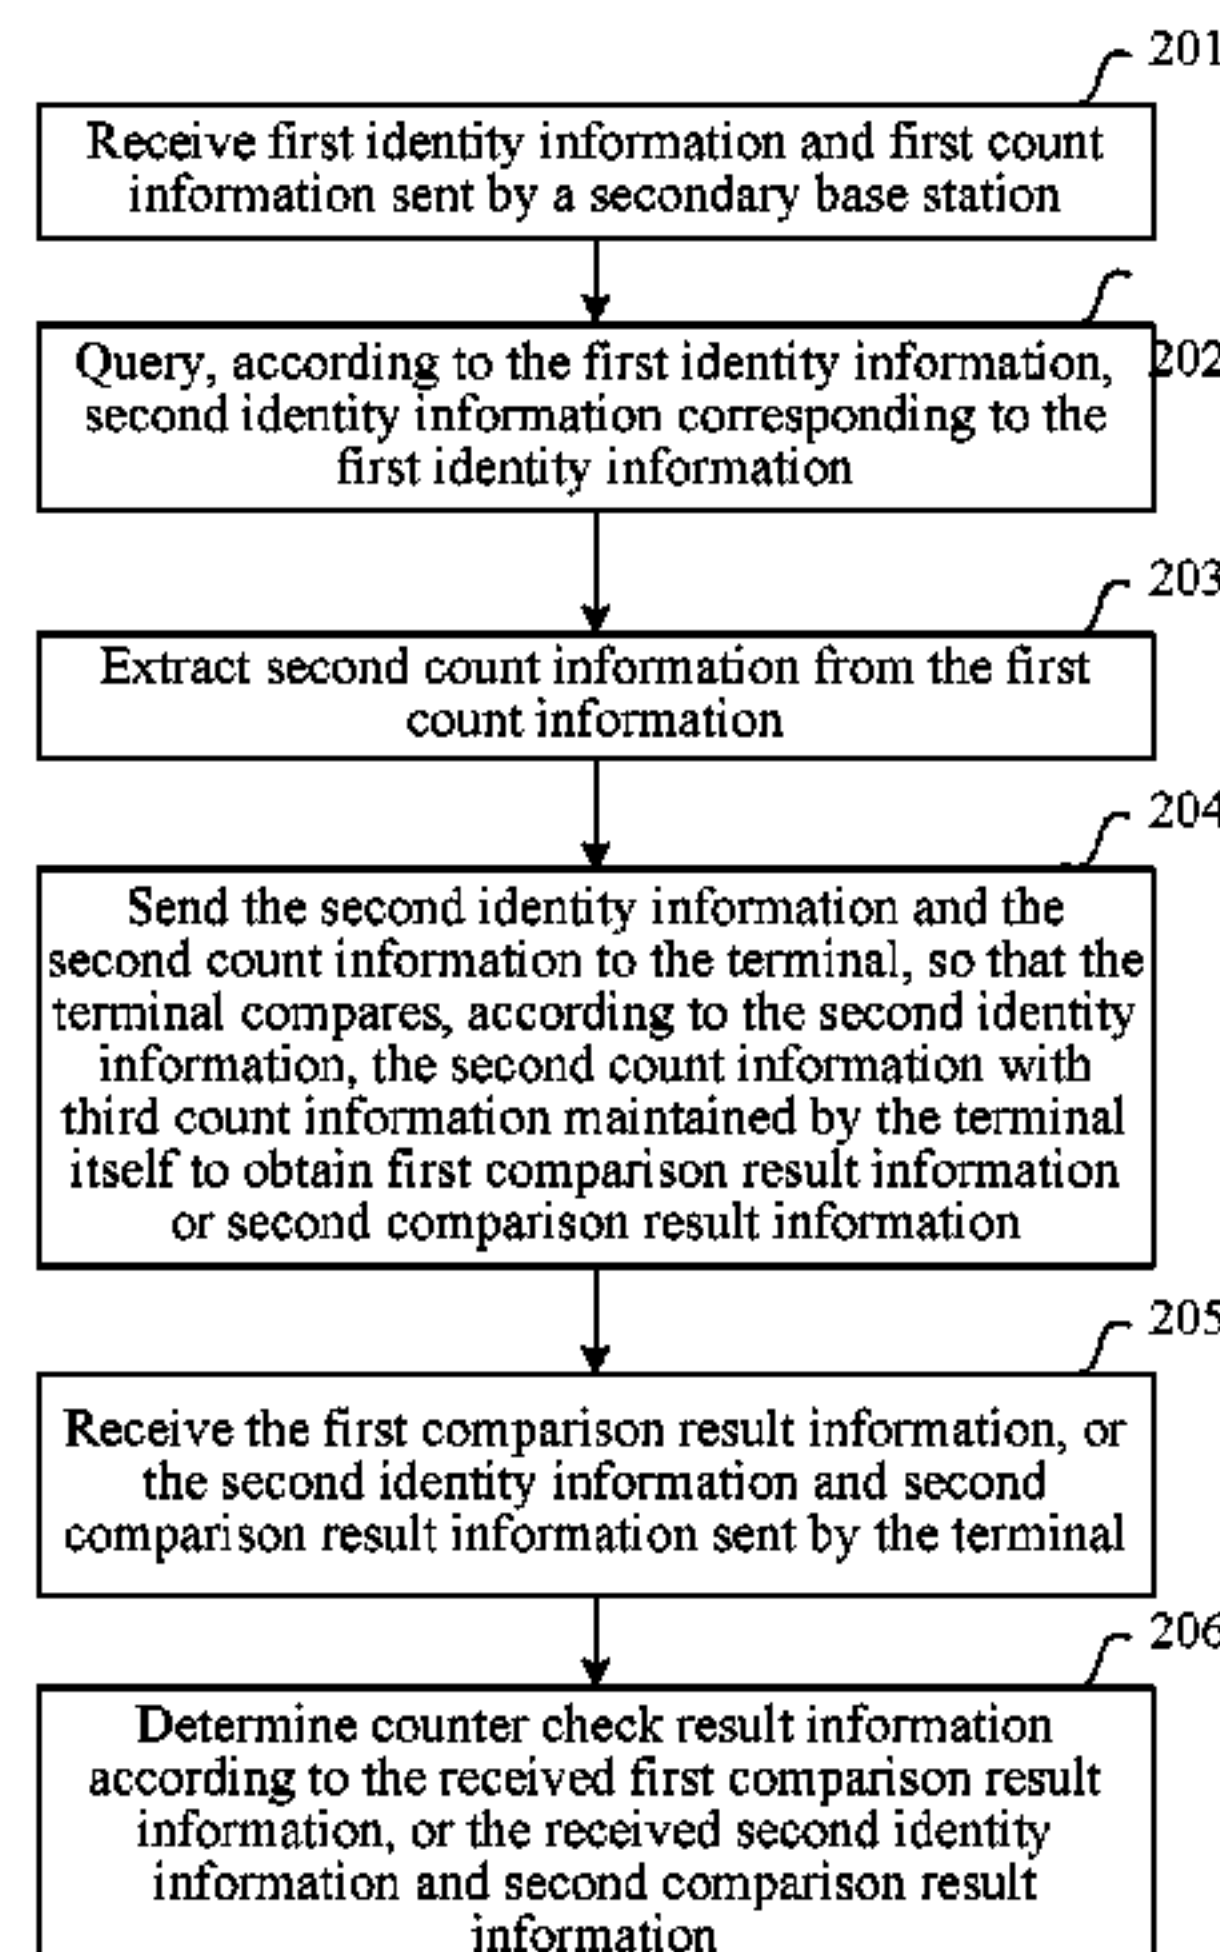 201
Receive first identity information and first count
information sent by a secondary base station
202
Query, according to the first identity information,
second identity information corresponding to the
first identity information
203
Extract second count information from the first
count information
204
Send the second identity information and the
second count information to the terminal, so that the
terminal compares, according to the second identity
information, the second count information with
third count information maintained by the terminal
itself to obtain first comparison result information
or second comparison result information
205
Receive the first comparison result information, or
the second identity information and second
comparison result information sent by the terminal
206
Determine counter check result information
according to the received first comparison result
information, or the received second identity
information and second comparison result
information